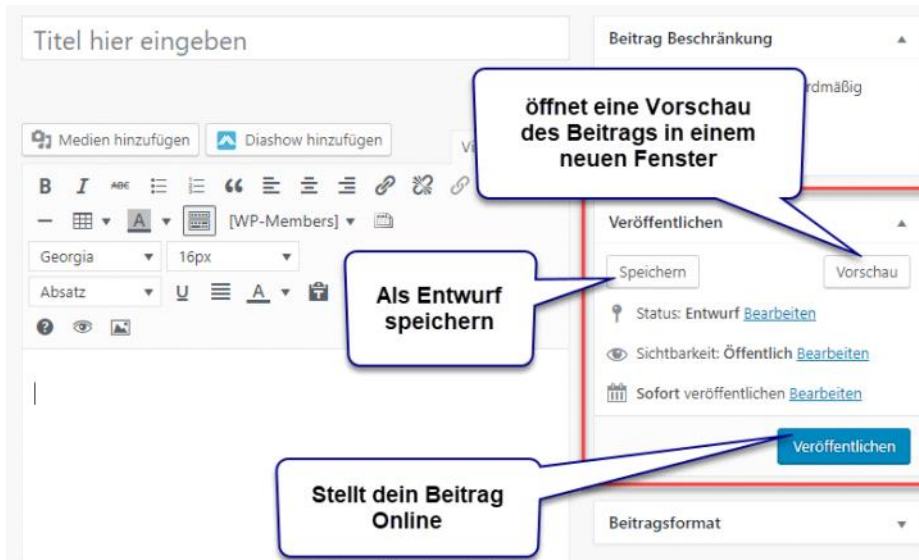 Titel hier eingeben
Beitrag Beschränkung
öffnet eine Vorschau
des Beitrags in einem
neuen Fenster
Medien hinzufügen
Diashow hinzufügen
B I ABC
A [WP-Members]
Georgia 16px
Absatz U A
Veröffentlichen
Speichern Vorschau
Als Entwurf
speichern
Status: Entwurf Bearbeiten
Sichtbarkeit: Öffentlich Bearbeiten
Sofort veröffentlichen Bearbeiten
Veröffentlichen
Stellt dein Beitrag
Online
Beitragsformat